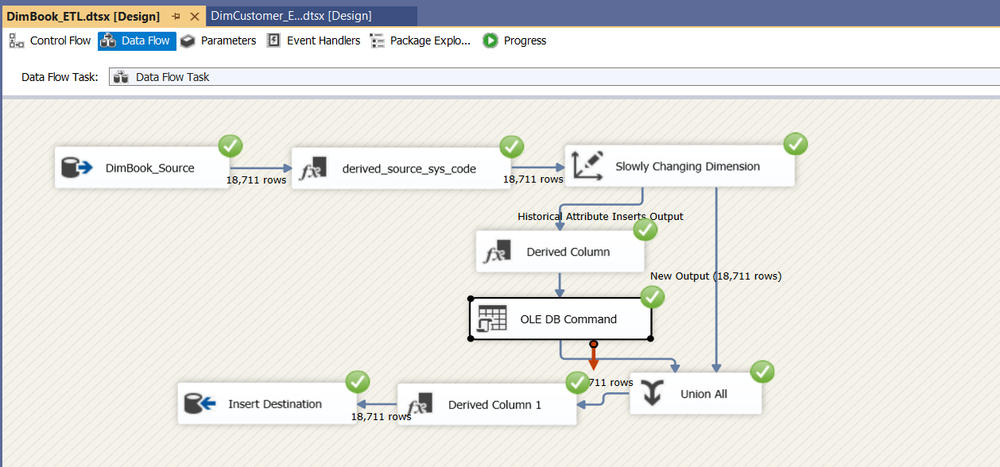 DimBook_ETL.dtsx [Design]
DimCustomer_E...dtsx [Design]
Control Flow
Data Flow
Parameters
Event Handlers
Package Explo...
Progress
Data Flow Task:
Data Flow Task
DimBook_Source
18,711 rows
fx
derived_source_sys_code
18,711 rows
Slowly Changing Dimension
Historical Attribute Inserts Output
fx
Derived Column
New Output (18,711 rows)
OLE DB Command
711 rows
Union All
Insert Destination
18,711 rows
fx
Derived Column 1